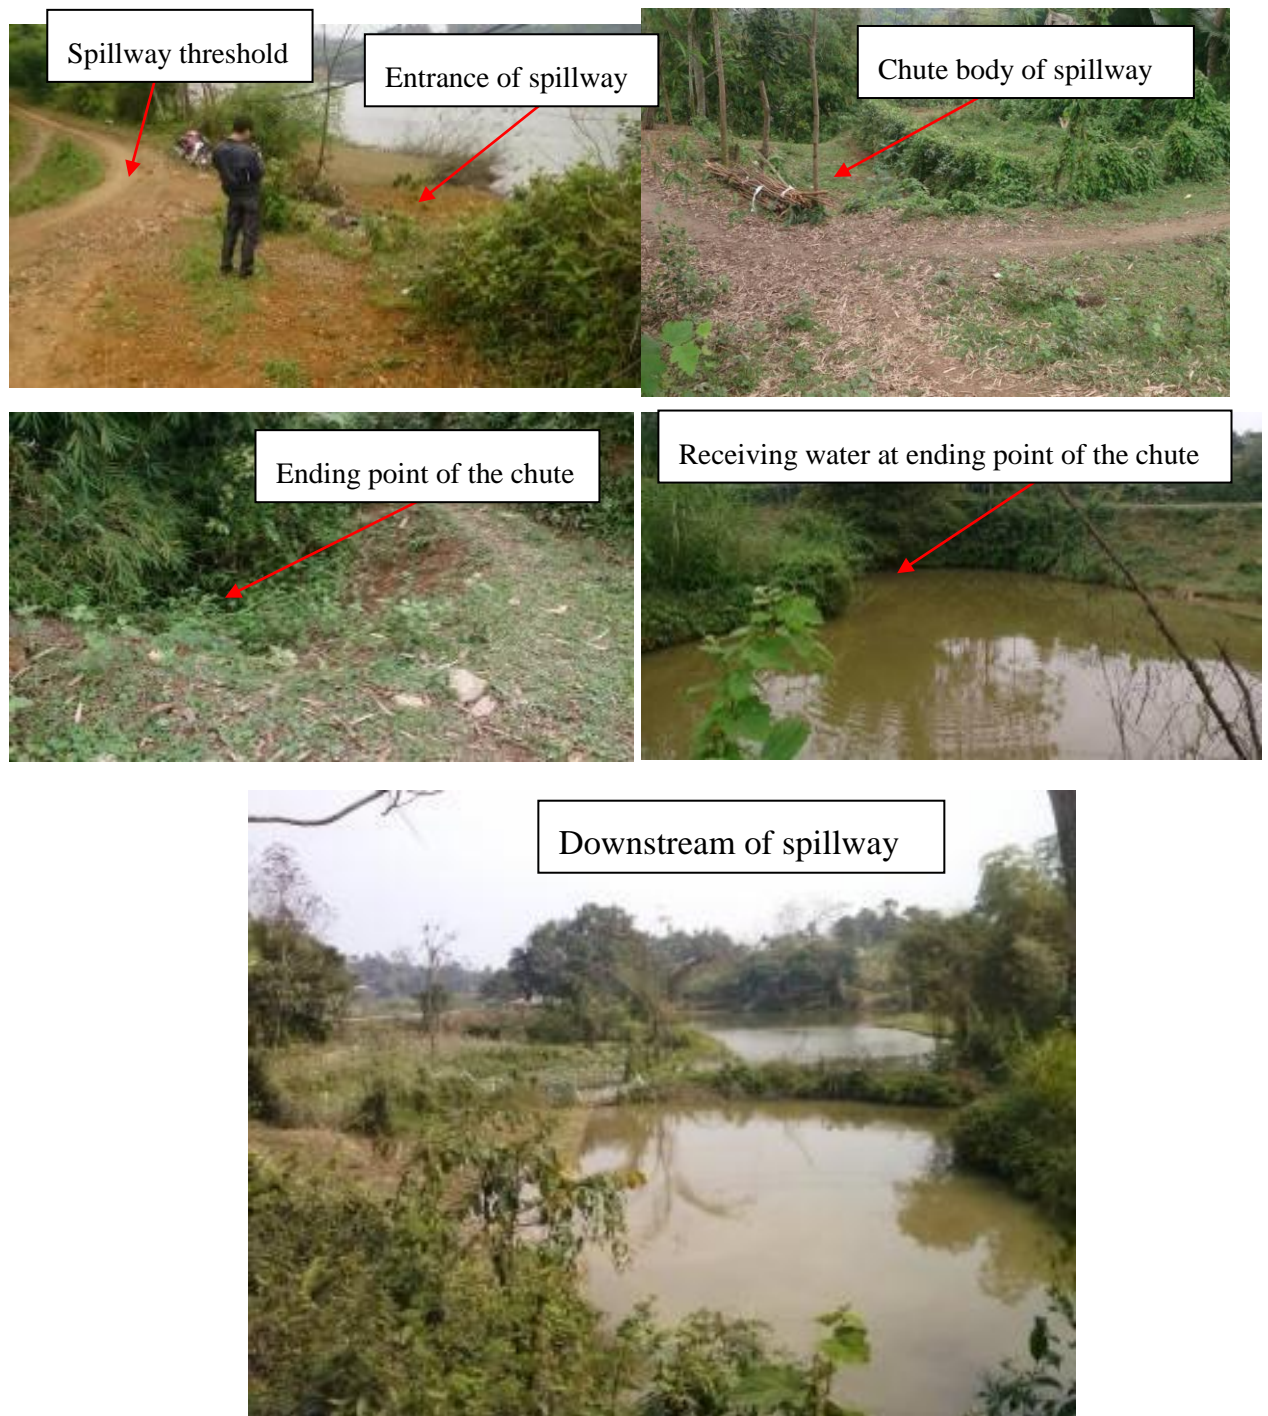 Spillway threshold
Entrance of spillway
Chute body of spillway
Ending point of the chute
Receiving water at ending point of the chute
Downstream of spillway